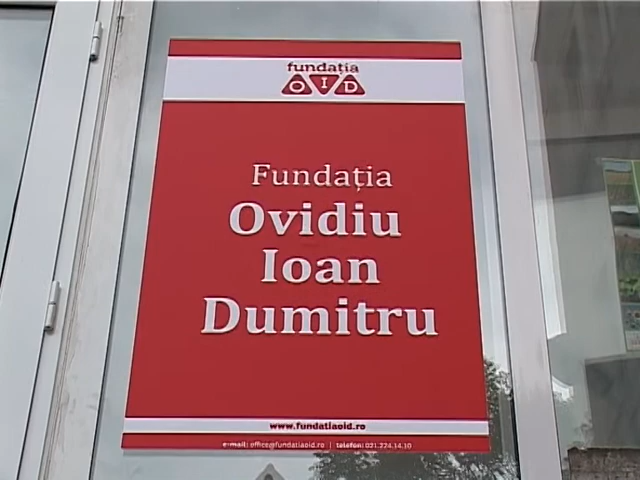 fundația
OID
Fundația
Ovidiu
Ioan
Dumitru
www.fundatiaoid.ro
e-mail: office@fundatiaoid.ro | telefon: 021.224.14.10